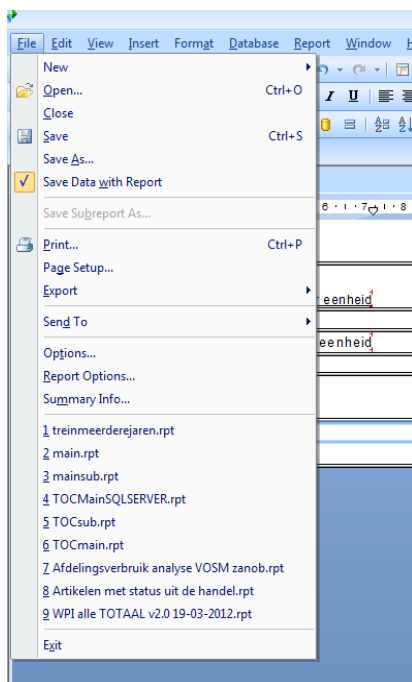 File Edit View Insert Format Database Report Window
New
Open... Ctrl+O
Close
Save Ctrl+S
Save As...
Save Data with Report
6 7 8
Save Subreport As...
Print... Ctrl+P
Page Setup...
Export
eenheid
Send To
eenheid
Options...
Report Options...
Summary Info...
1 treinmeerderejaren.rpt
2 main.rpt
3 mainsub.rpt
4 TOCMainSQLSERVER.rpt
5 TOCsub.rpt
6 TOCmain.rpt
7 Afdelingsverbruik analyse VOSM zanob.rpt
8 Artikelen met status uit de handel.rpt
9 WPI alle TOTAAL v2.0 19-03-2012.rpt
Exit